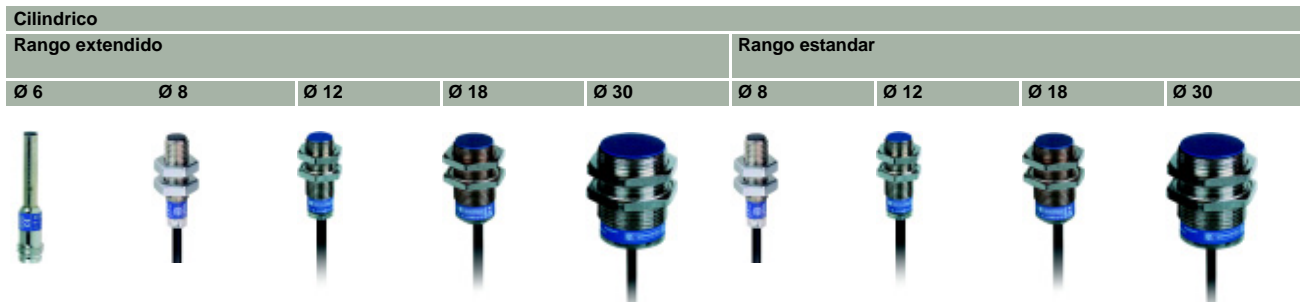 Cilindrico
Rango extendido Rango estandar
Ø 6 Ø 8 Ø 12 Ø 18 Ø 30 Ø 8 Ø 12 Ø 18 Ø 30